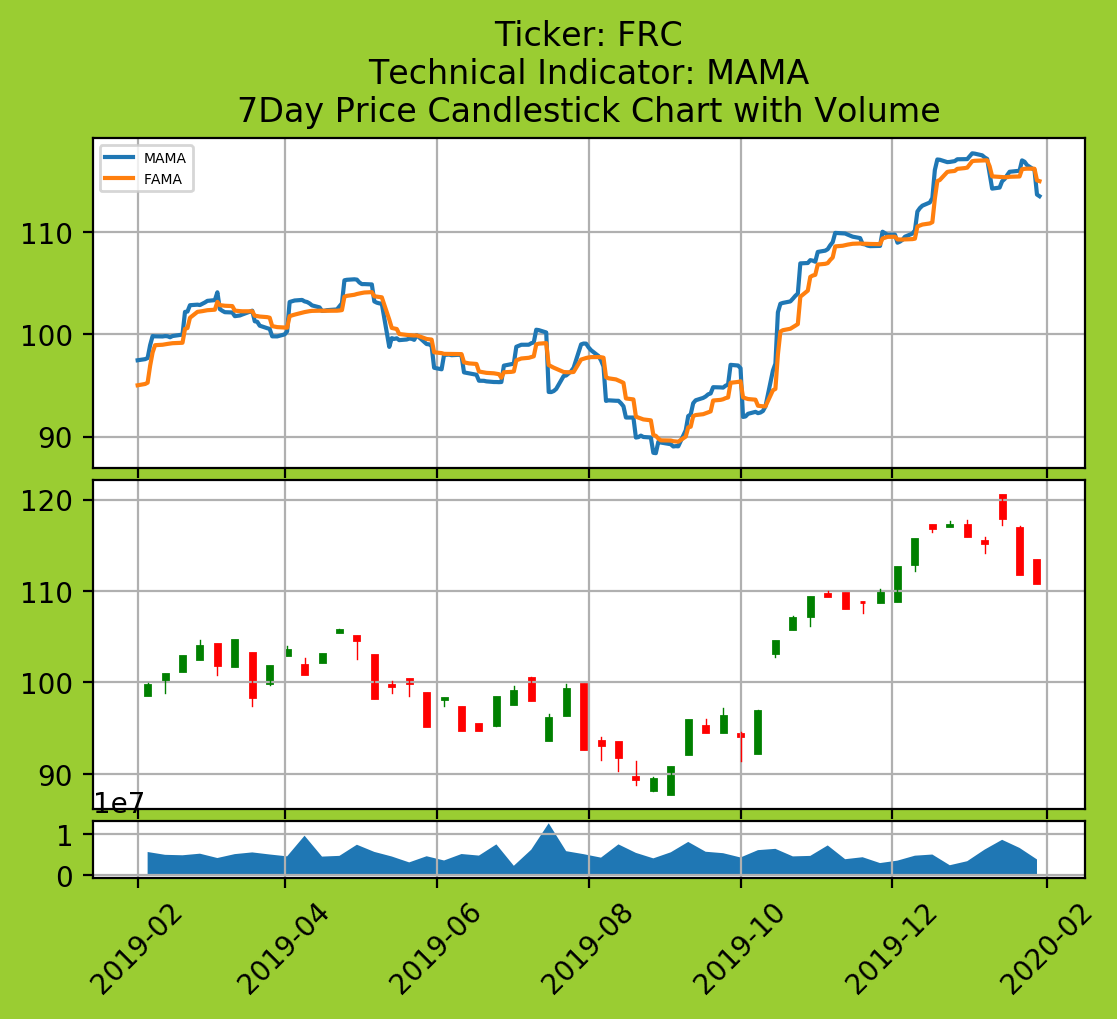 Ticker: FRC
Technical Indicator: MAMA
7Day Price Candlestick Chart with Volume
MAMA
FAMA
110
100
90
120
110
100
90
1e7
1
0
2019-02
2019-04
2019-06
2019-08
2019-10
2019-12
2020-02